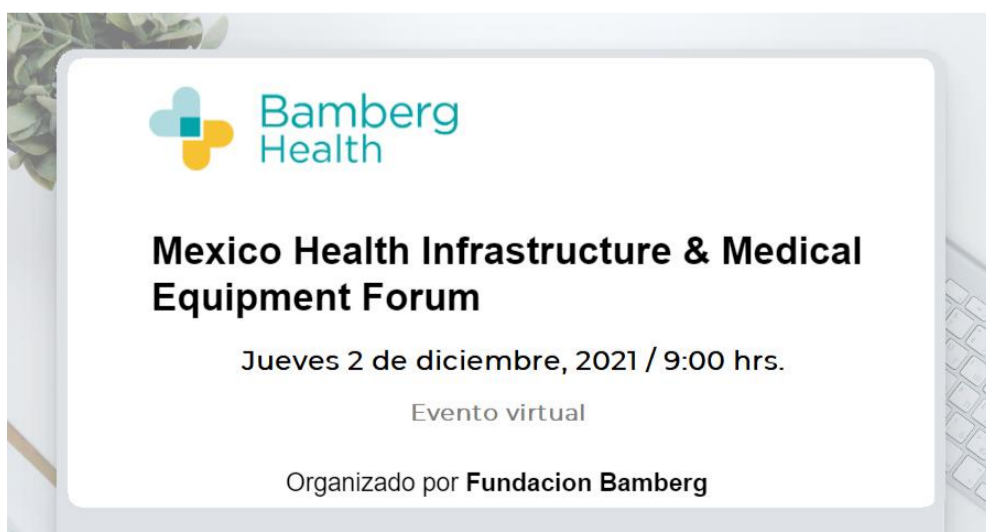 Bamberg
Health
Mexico Health Infrastructure & Medical
Equipment Forum
Jueves 2 de diciembre, 2021 / 9:00 hrs.
Evento virtual
Organizado por Fundacion Bamberg